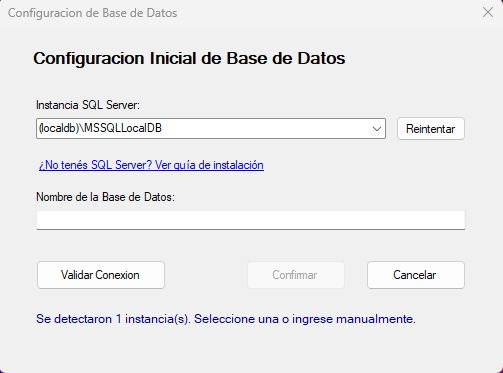 Configuracion de Base de Datos
Configuracion Inicial de Base de Datos
Instancia SQL Server:
(localdb)\MSSQLLocalDB
Reintentar
¿No tenés SQL Server? Ver guía de instalación
Nombre de la Base de Datos:
Validar Conexion
Confirmar
Cancelar
Se detectaron 1 instancia(s). Seleccione una o ingrese manualmente.